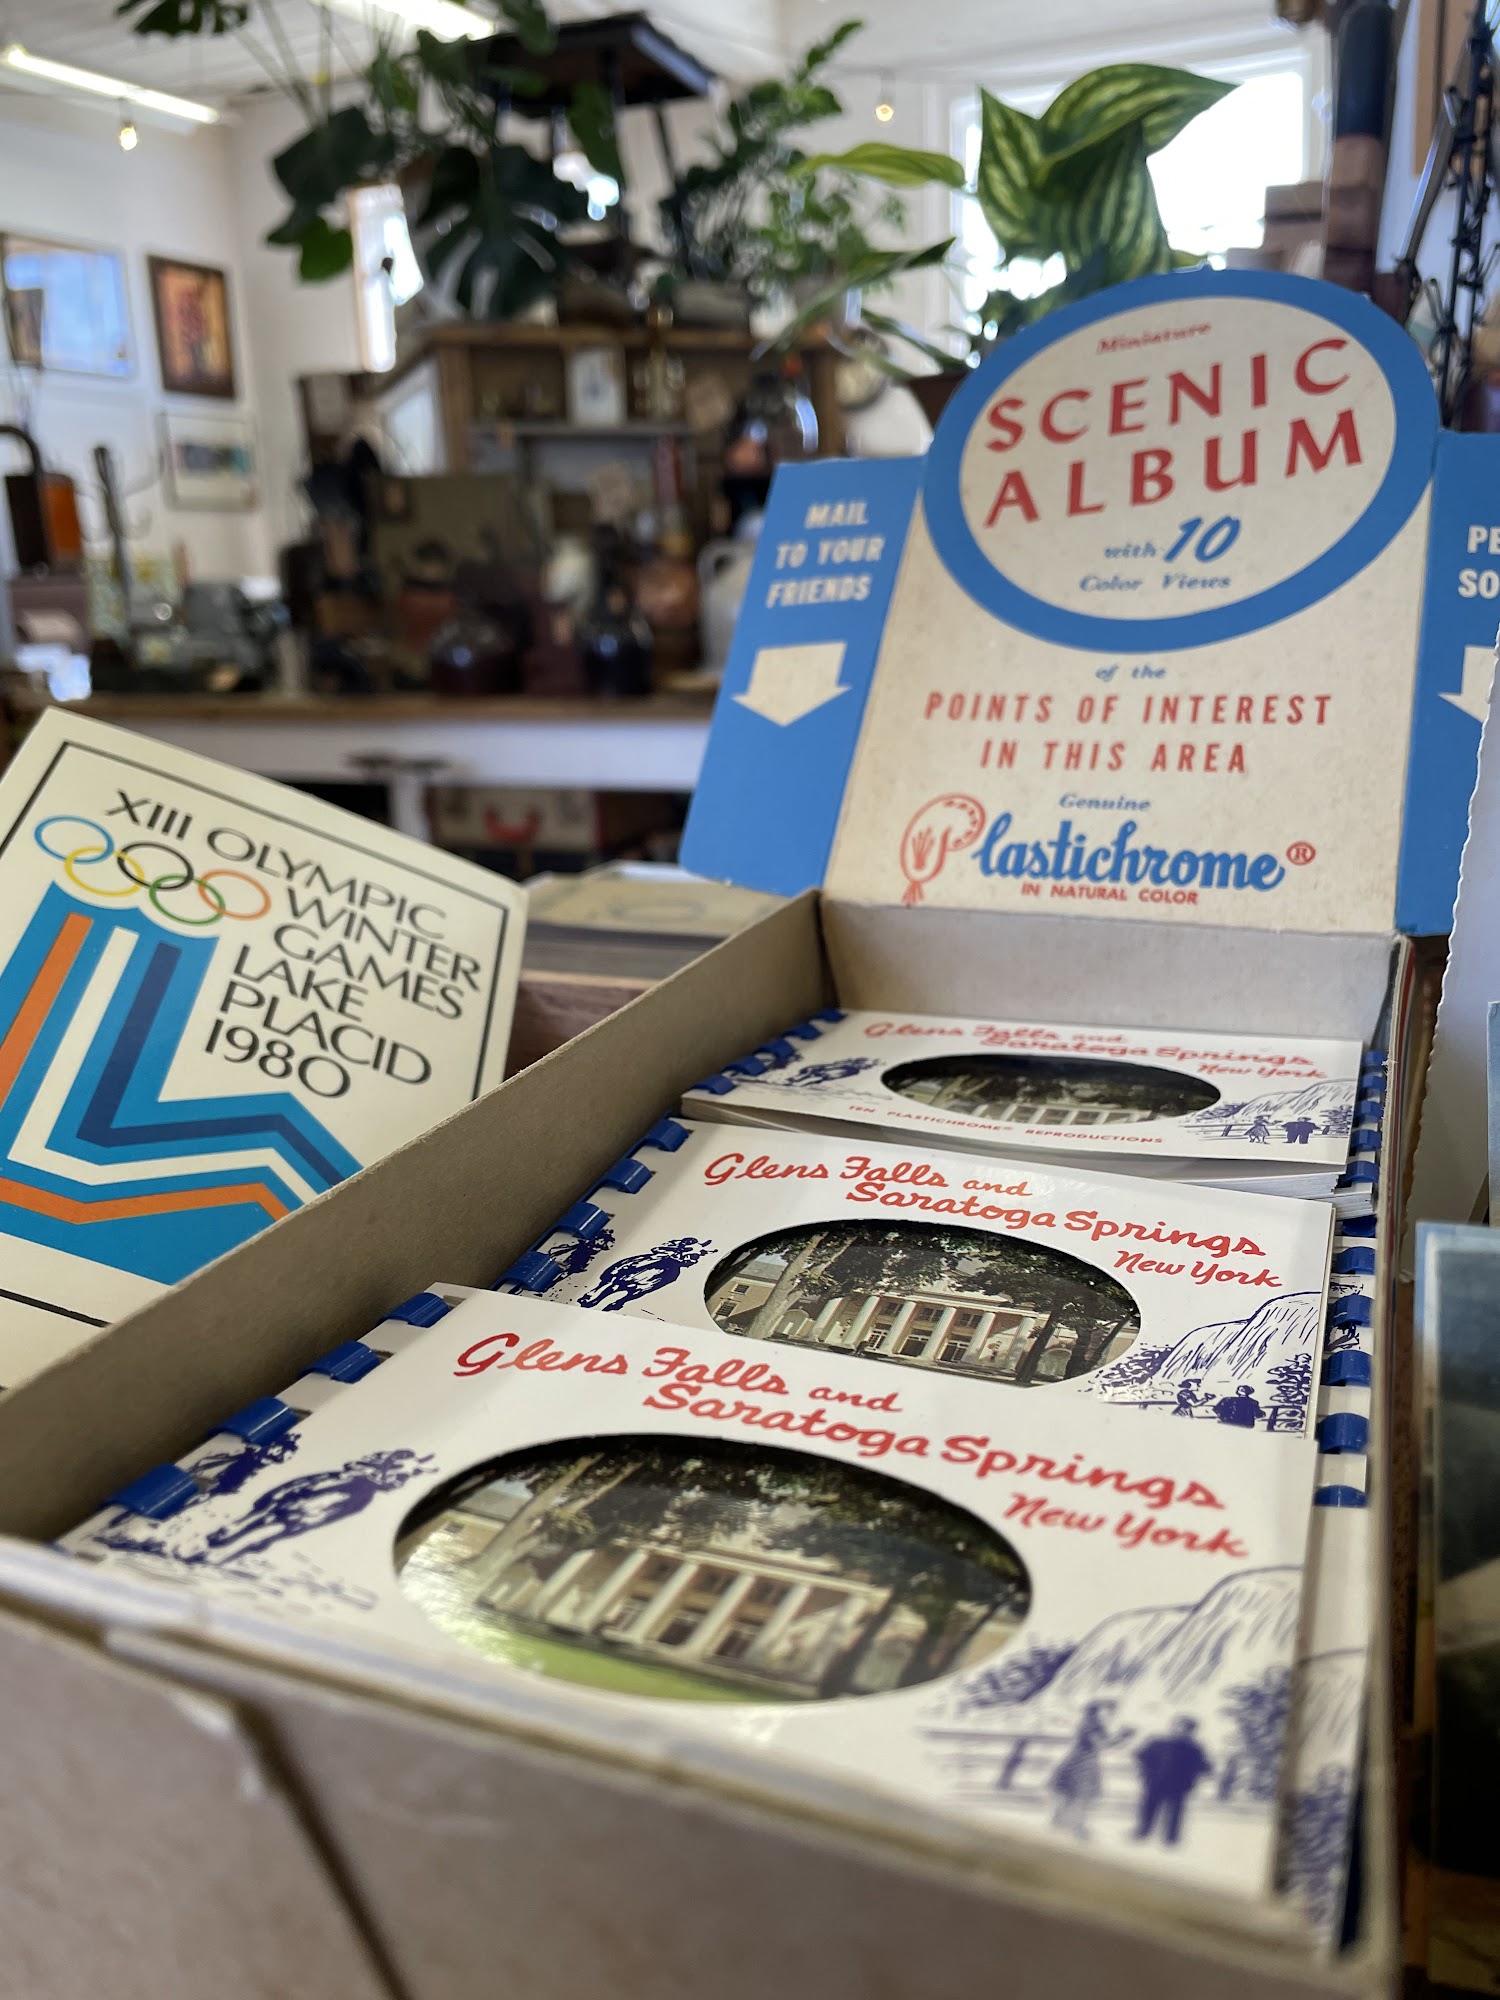 Miniature
SCENIC
ALBUM
with 10
Color Views
of the
POINTS OF INTEREST
IN THIS AREA
Genuine
Plastichrome®
IN NATURAL COLOR
MAIL
TO YOUR
FRIENDS
PE
SO
XIII OLYMPIC
WINTER
GAMES
LAKE
PLACID
1980
Glens Falls and
Saratoga Springs
New York
TEN PLASTICHROME® REPRODUCTIONS
Glens Falls and
Saratoga Springs
New York
Glens Falls and
Saratoga Springs
New York